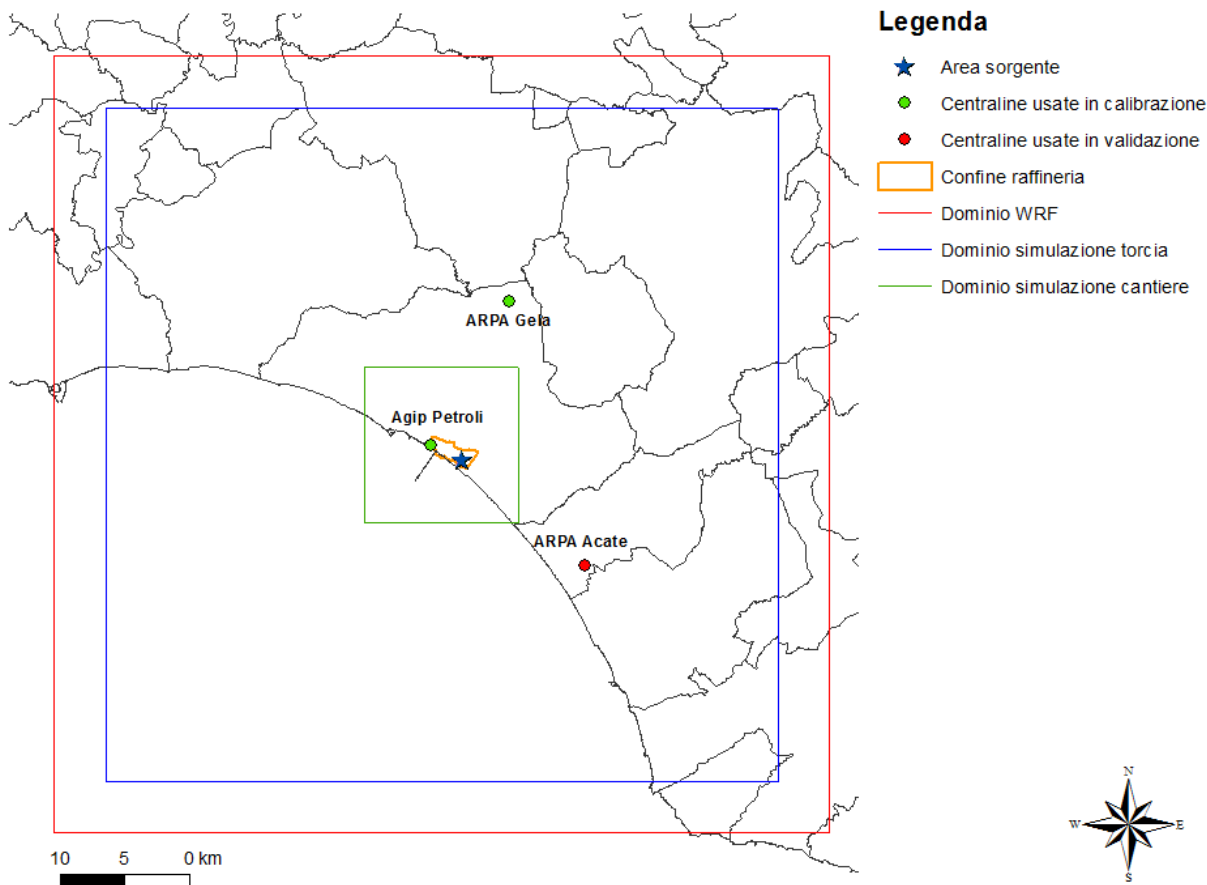 Legenda
Area sorgente
Centraline usate in calibrazione
Centraline usate in validazione
Confine raffineria
Dominio WRF
Dominio simulazione torcia
Dominio simulazione cantiere
ARPA Gela
Agip Petroli
ARPA Acate
10 5 0 km
N
W E
S